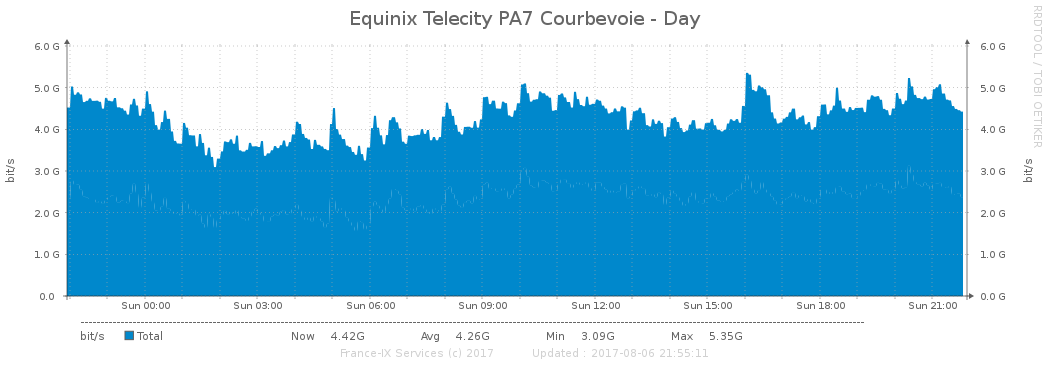 Equinix Telecity PA7 Courbevoie - Day
RRDTOOL / TOBI OETIKER
6.0 G 6.0 G
5.0 G 5.0 G
4.0 G 4.0 G
3.0 G 3.0 G
2.0 G 2.0 G
1.0 G 1.0 G
0.0 0.0 G
bit/s
bit/s
Sun 00:00 Sun 03:00 Sun 06:00 Sun 09:00 Sun 12:00 Sun 15:00 Sun 18:00 Sun 21:00
bit/s Total Now 4.42G Avg 4.26G Min 3.09G Max 5.35G
France-IX Services (c) 2017 Updated : 2017-08-06 21:55:11